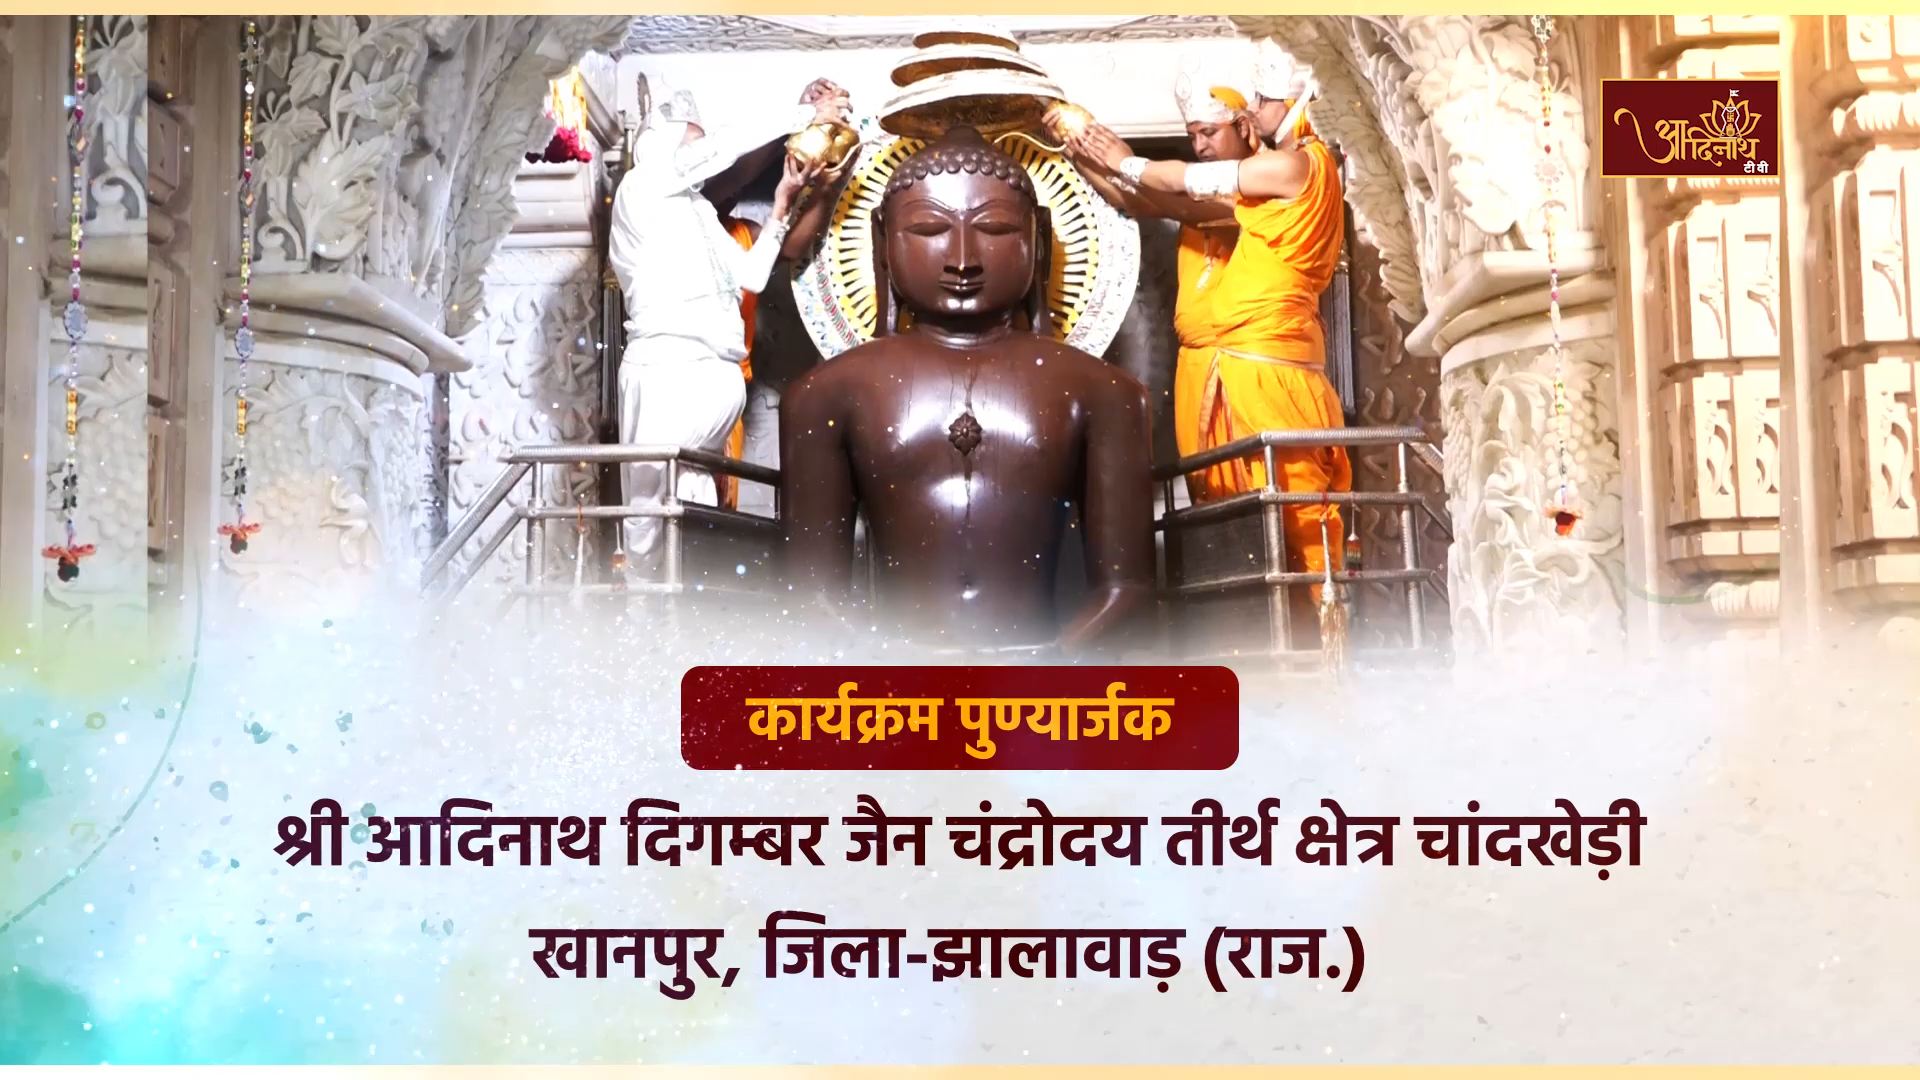 आदिनाथ
टीवी
कार्यक्रम पुण्यार्जक
श्री आदिनाथ दिगम्बर जैन चंद्रोदय तीर्थ क्षेत्र चांदखेड़ी
खानपुर, जिला-झालावाड़ (राज.)